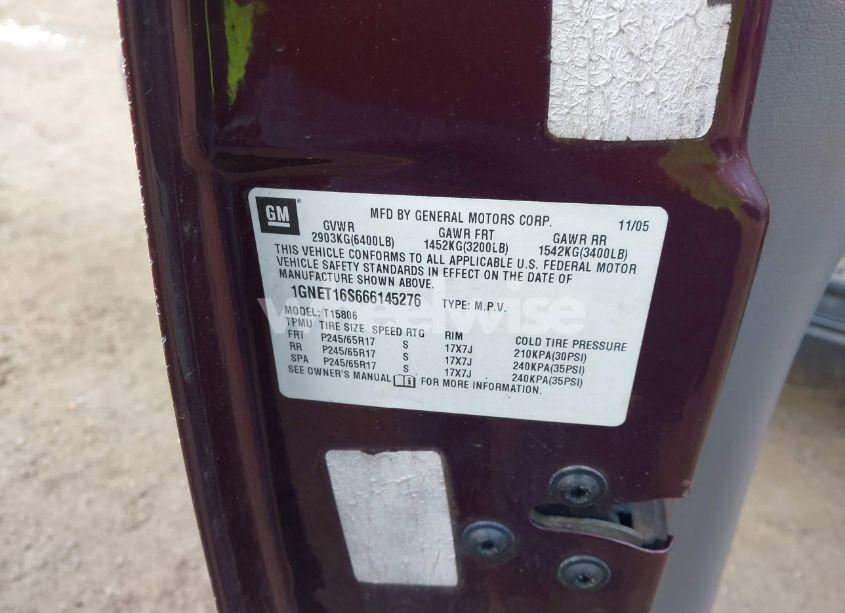 GM
MFD BY GENERAL MOTORS CORP. 11/05
GVWR GAWR FRT GAWR RR
2903KG(6400LB) 1452KG(3200LB) 1542KG(3400LB)
THIS VEHICLE CONFORMS TO ALL APPLICABLE U.S. FEDERAL MOTOR
VEHICLE SAFETY STANDARDS IN EFFECT ON THE DATE OF
MANUFACTURE SHOWN ABOVE.
1GNET16S666145276 TYPE: M.P.V.
wheelwise
MODEL: T15806
TPMU TIRE SIZE SPEED RTG RIM COLD TIRE PRESSURE
FRT P245/65R17 S 17X7J 210KPA(30PSI)
RR P245/65R17 S 17X7J 240KPA(35PSI)
SPA P245/65R17 S 17X7J 240KPA(35PSI)
SEE OWNER'S MANUAL FOR MORE INFORMATION.